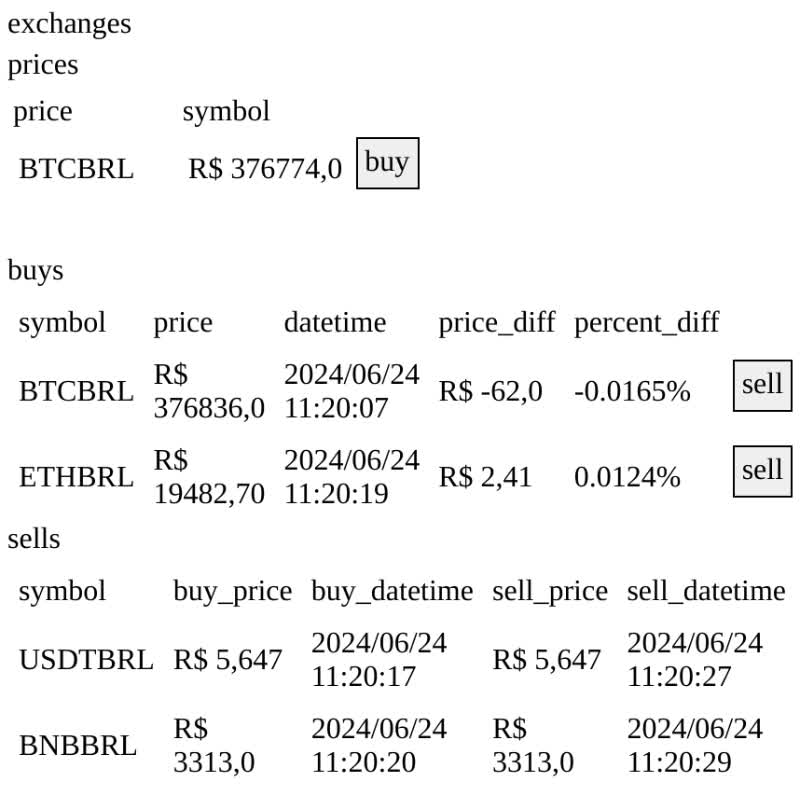 exchanges
prices
price symbol
BTCBRL R$ 376774,0 buy
buys
symbol price datetime price_diff percent_diff
BTCBRL R$ 376836,0 2024/06/24 11:20:07 R$ -62,0 -0.0165% sell
ETHBRL R$ 19482,70 2024/06/24 11:20:19 R$ 2,41 0.0124% sell
sells
symbol buy_price buy_datetime sell_price sell_datetime
USDTBRL R$ 5,647 2024/06/24 11:20:17 R$ 5,647 2024/06/24 11:20:27
BNBBRL R$ 3313,0 2024/06/24 11:20:20 R$ 3313,0 2024/06/24 11:20:29